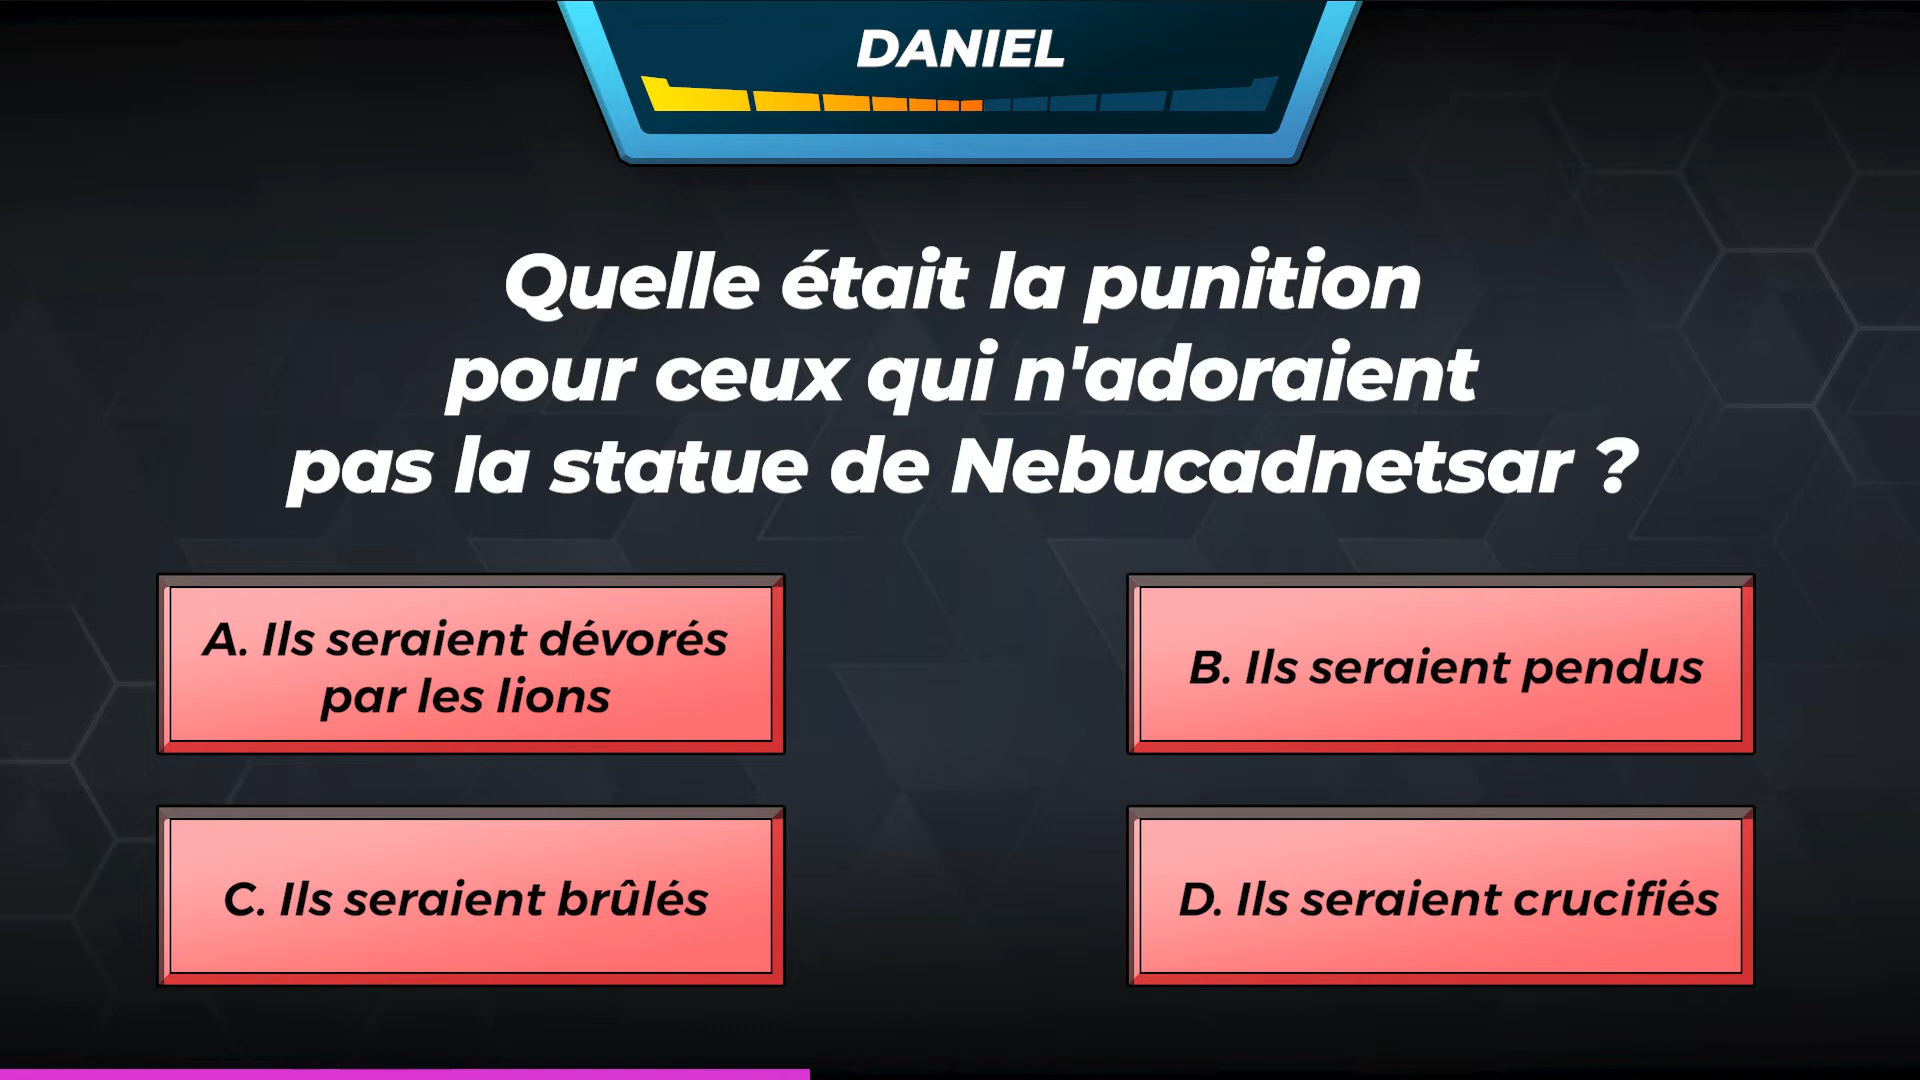 DANIEL
Quelle était la punition
pour ceux qui n'adoraient
pas la statue de Nebucadnetsar ?
A. Ils seraient dévorés
par les lions
B. Ils seraient pendus
C. Ils seraient brûlés
D. Ils seraient crucifiés